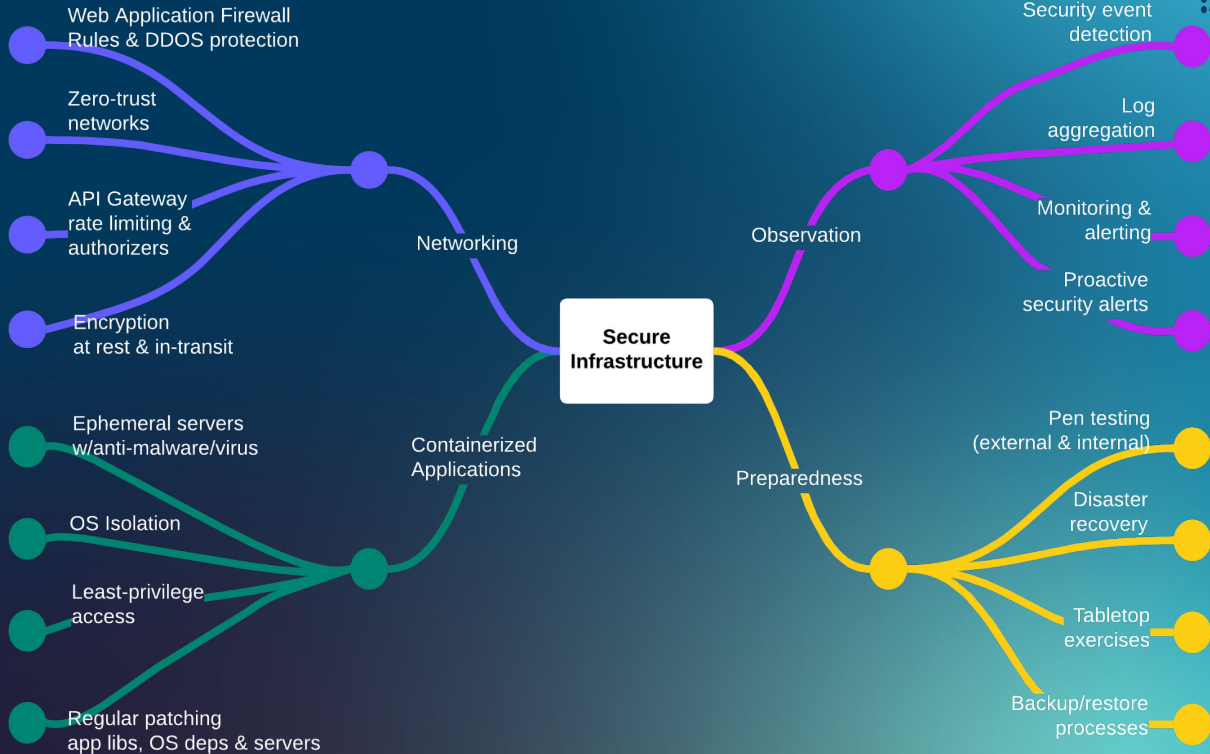 Web Application Firewall
Rules & DDOS protection
Zero-trust
networks
API Gateway
rate limiting &
authorizers
Encryption
at rest & in-transit
Networking
Ephemeral servers
w/anti-malware/virus
OS Isolation
Least-privilege
access
Regular patching
app libs, OS deps & servers
Containerized
Applications
Secure
Infrastructure
Observation
Security event
detection
Log
aggregation
Monitoring &
alerting
Proactive
security alerts
Preparedness
Pen testing
(external & internal)
Disaster
recovery
Tabletop
exercises
Backup/restore
processes